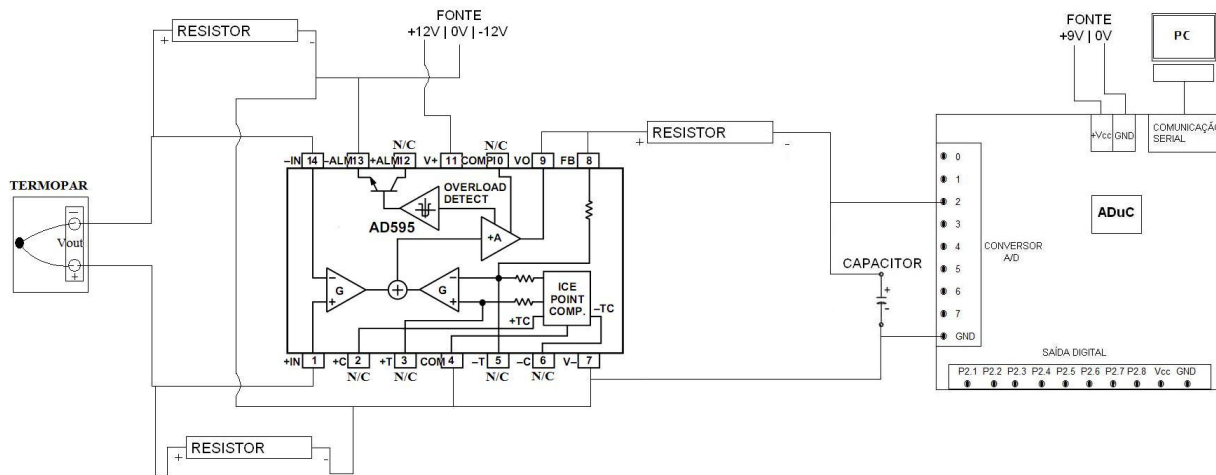 FONTE
+12V | 0V | -12V
FONTE
+9V | 0V
PC
RESISTOR
+ -
+Vcc GND
COMUNICAÇÃO
SERIAL
RESISTOR
+ -
N/C N/C
–IN 14 –ALM 13 +ALM 12 V+ 11 COMP 10 VO 9 FB 8
OVERLOAD
DETECT
AD595
+A
TERMOPAR
–
Vout
+
G
–
+
G
–
+
ICE
POINT
COMP.
–TC
+TC
+IN 1 +C 2 +T 3 COM 4 –T 5 –C 6 V– 7
N/C N/C N/C N/C
RESISTOR
+ -
CAPACITOR
+
-
0
1
2
3
4
5
6
7
GND
CONVERSOR
A/D
ADuC
SAÍDA DIGITAL
P2.1 P2.2 P2.3 P2.4 P2.5 P2.6 P2.7 P2.8 Vcc GND